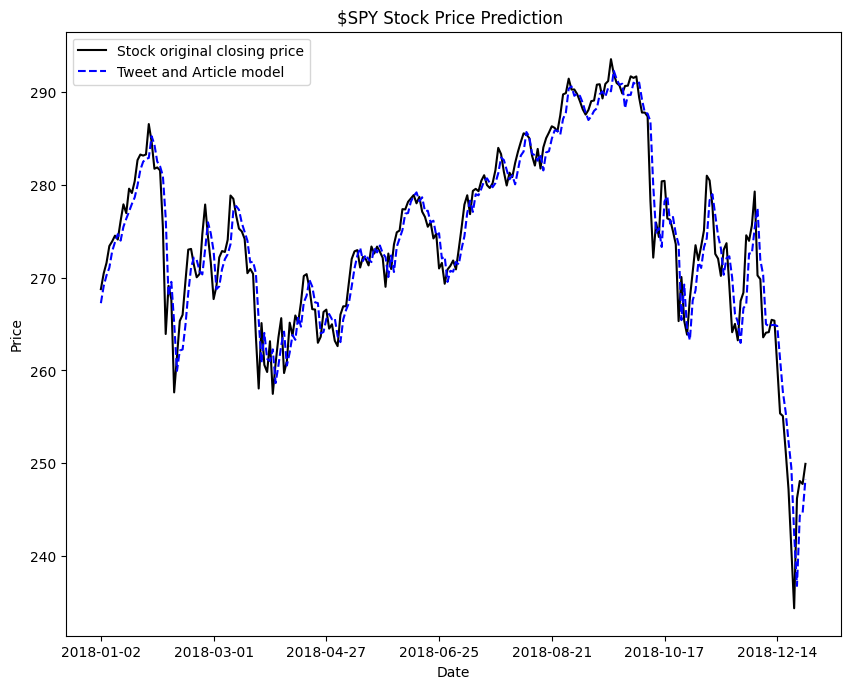 $SPY Stock Price Prediction
Stock original closing price
Tweet and Article model
Price
290
280
270
260
250
240
2018-01-02 2018-03-01 2018-04-27 2018-06-25 2018-08-21 2018-10-17 2018-12-14
Date